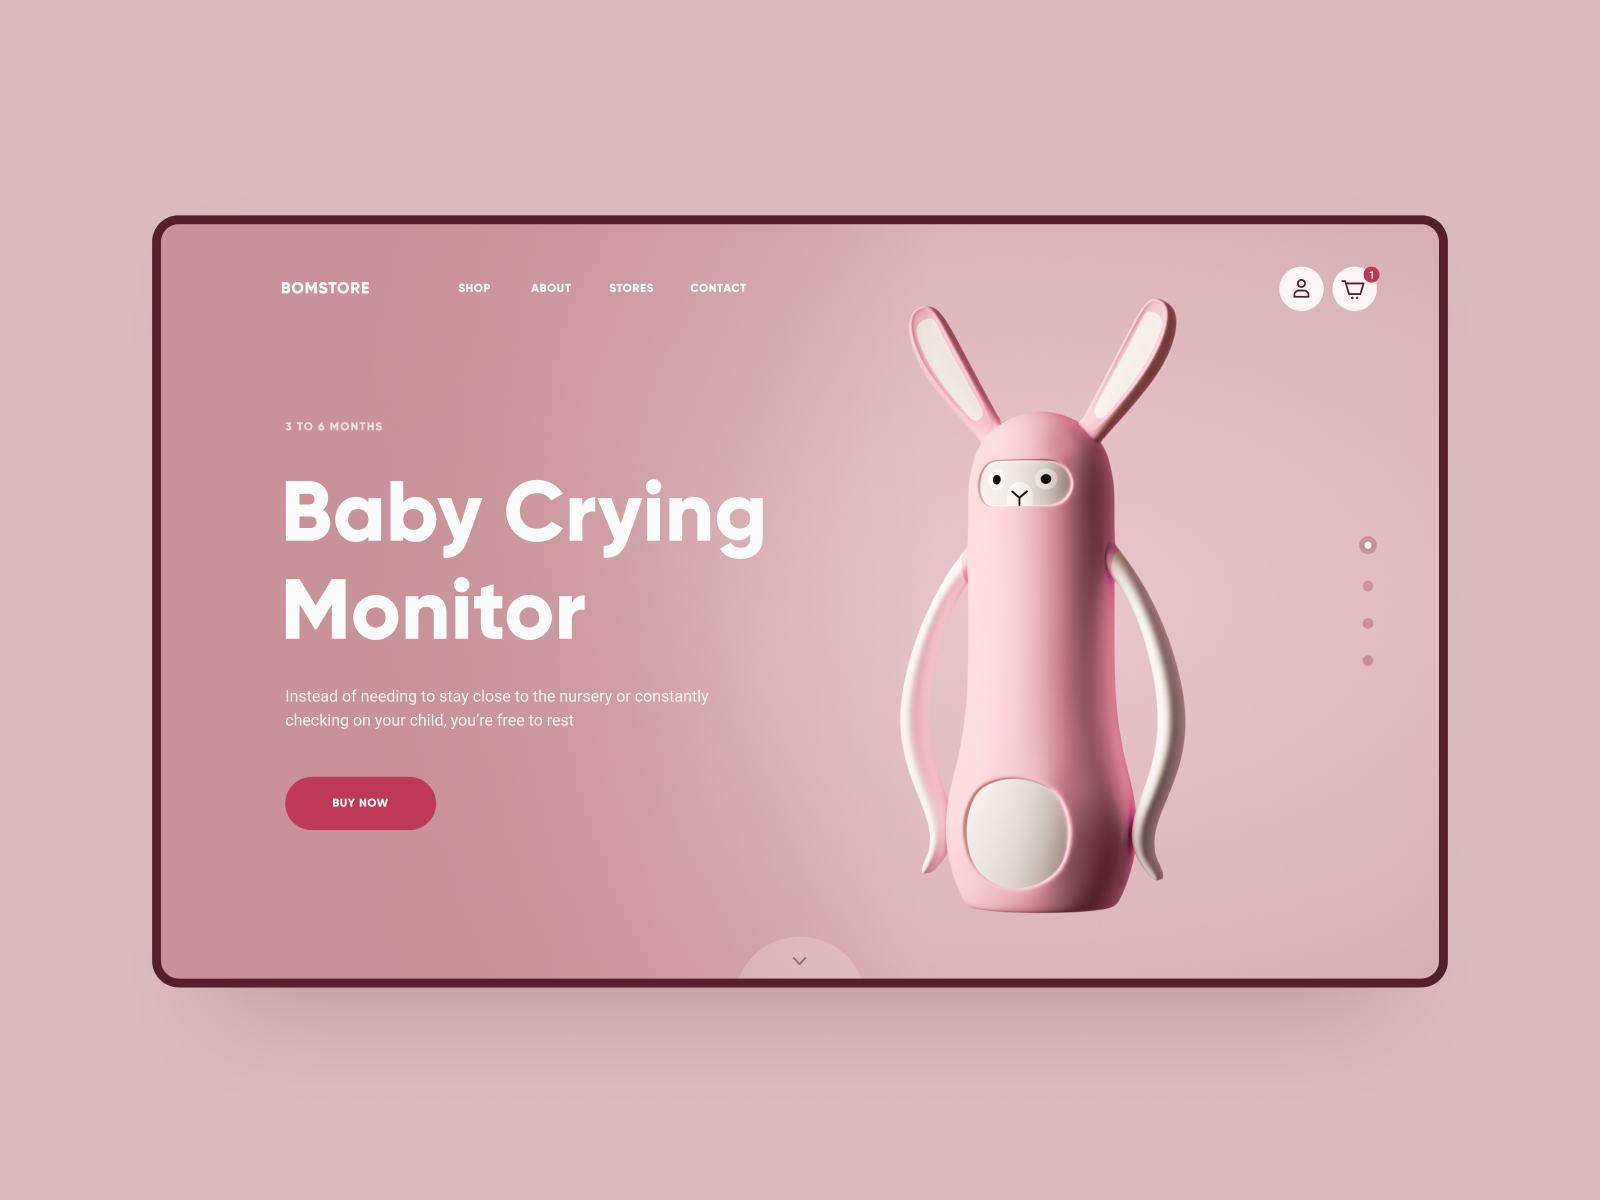 BOMSTORE SHOP ABOUT STORES CONTACT 1
3 TO 6 MONTHS
Baby Crying
Monitor
Instead of needing to stay close to the nursery or constantly
checking on your child, you're free to rest
BUY NOW